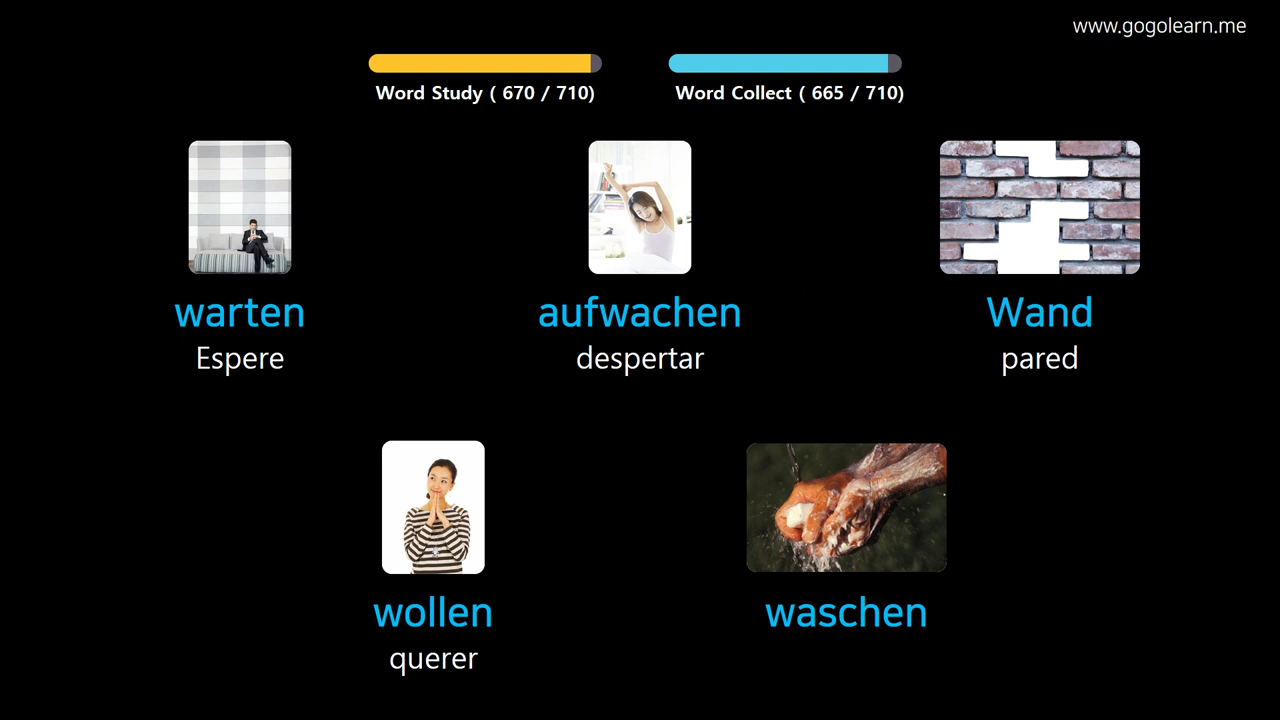 www.gogolearn.me
Word Study ( 670 / 710)
Word Collect ( 665 / 710)
warten
Espere
aufwachen
despertar
Wand
pared
wollen
querer
waschen